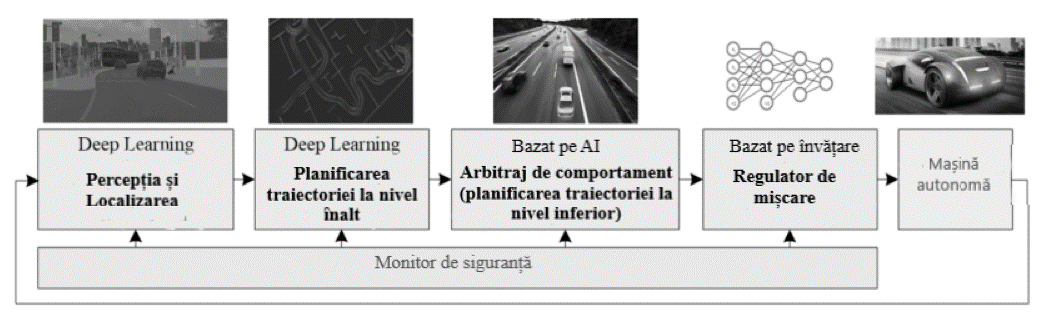 Deep Learning
Percepția și
Localizarea
Deep Learning
Planificarea
traiectoriei la nivel
înalt
Bazat pe AI
Arbitraj de comportament
(planificarea traiectoriei la
nivel inferior)
Bazat pe învățare
Regulator de
mișcare
Mașină
autonomă
Monitor de siguranță